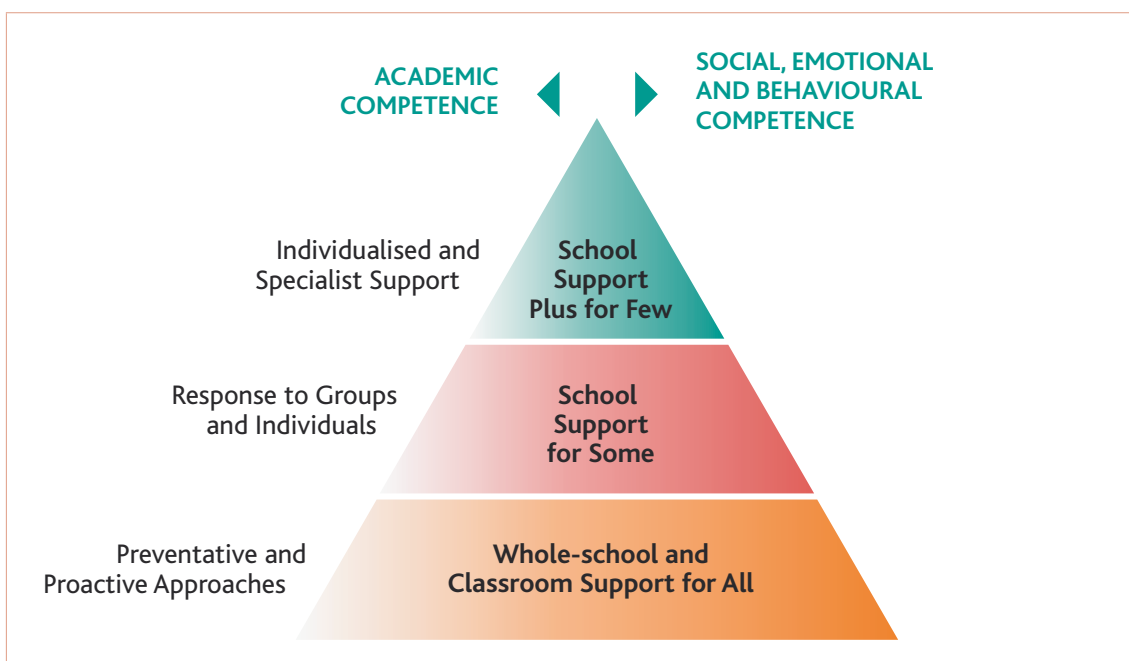 ACADEMIC
COMPETENCE
SOCIAL, EMOTIONAL
AND BEHAVIOURAL
COMPETENCE
Individualised and
Specialist Support
School
Support
Plus for Few
Response to Groups
and Individuals
School
Support
for Some
Preventative and
Proactive Approaches
Whole-school and
Classroom Support for All